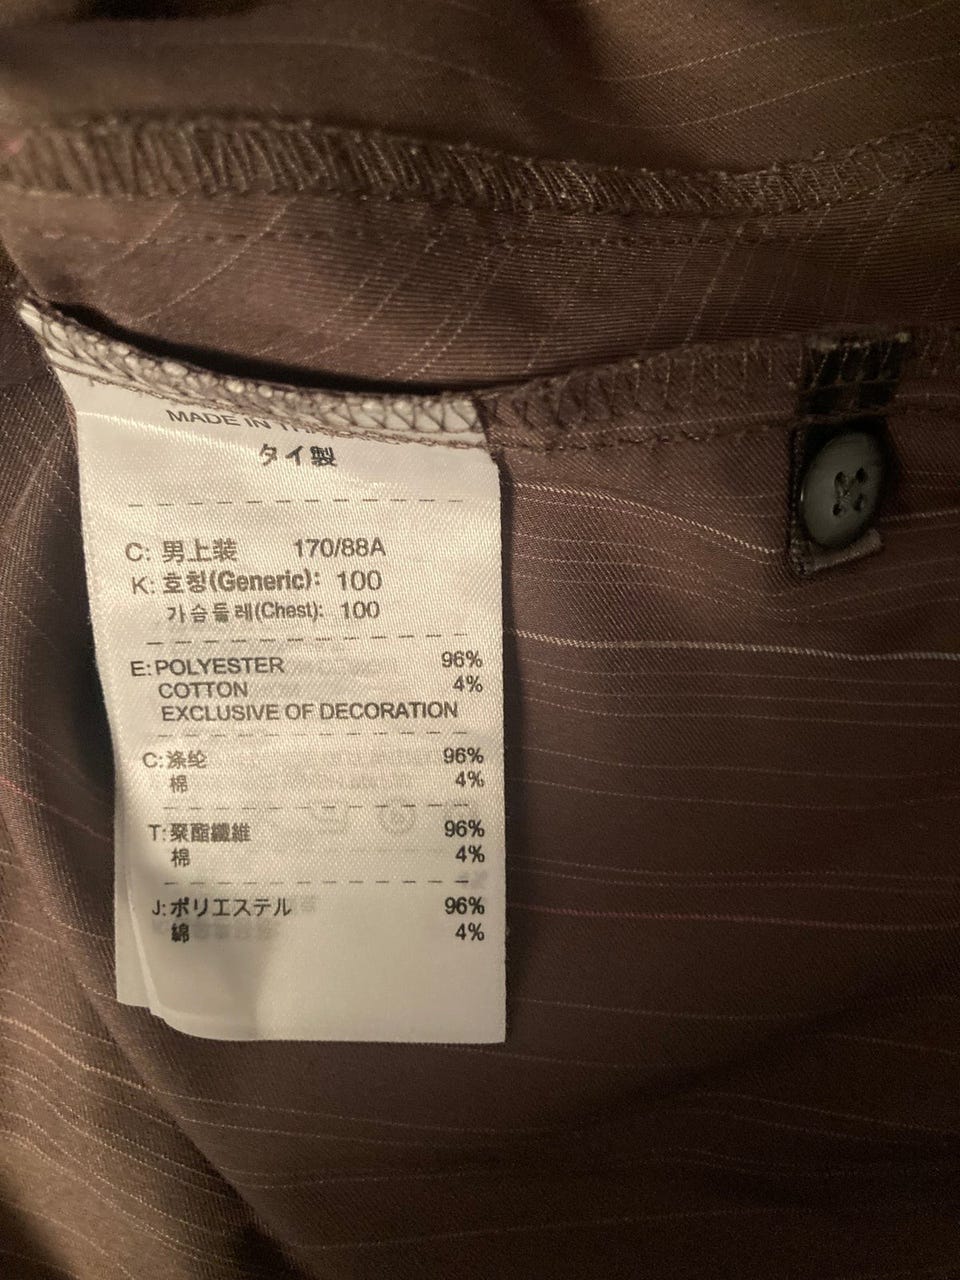 MADE IN
タイ製
C: 男上装 170/88A
K: 호칭(Generic): 100
가슴둘레(Chest): 100
E: POLYESTER 96%
COTTON 4%
EXCLUSIVE OF DECORATION
C: 涤纶 96%
棉 4%
T: 聚酯纖維 96%
棉 4%
J: ポリエステル 96%
綿 4%